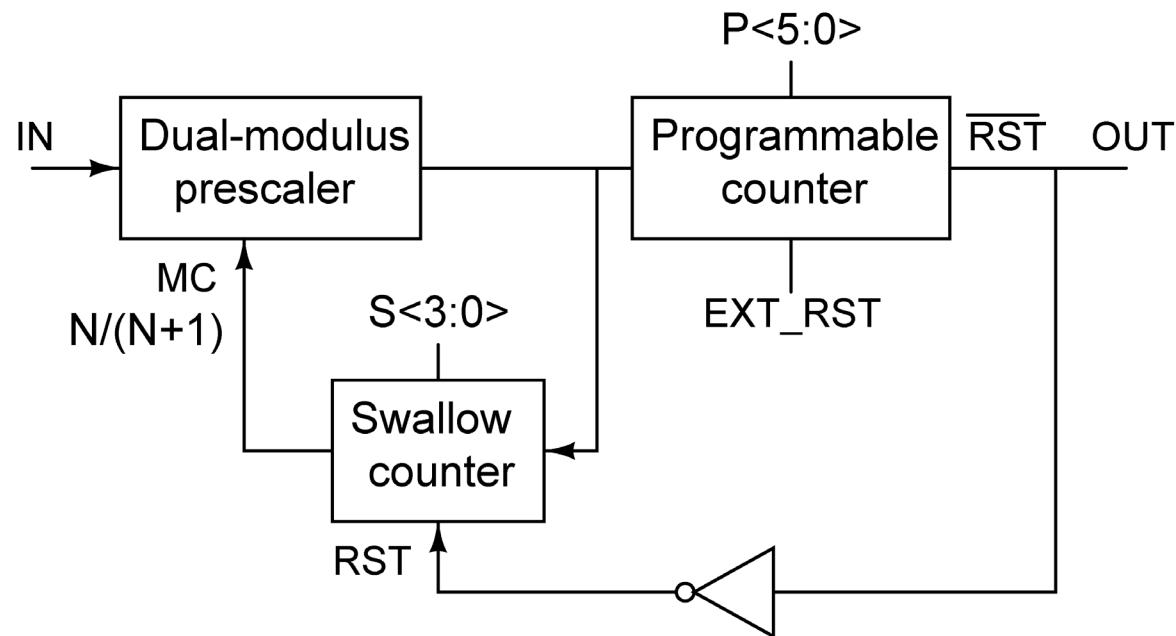 P<5:0>
IN
Dual-modulus
prescaler
Programmable
counter
RST
OUT
MC
N/(N+1)
S<3:0>
EXT_RST
Swallow
counter
RST